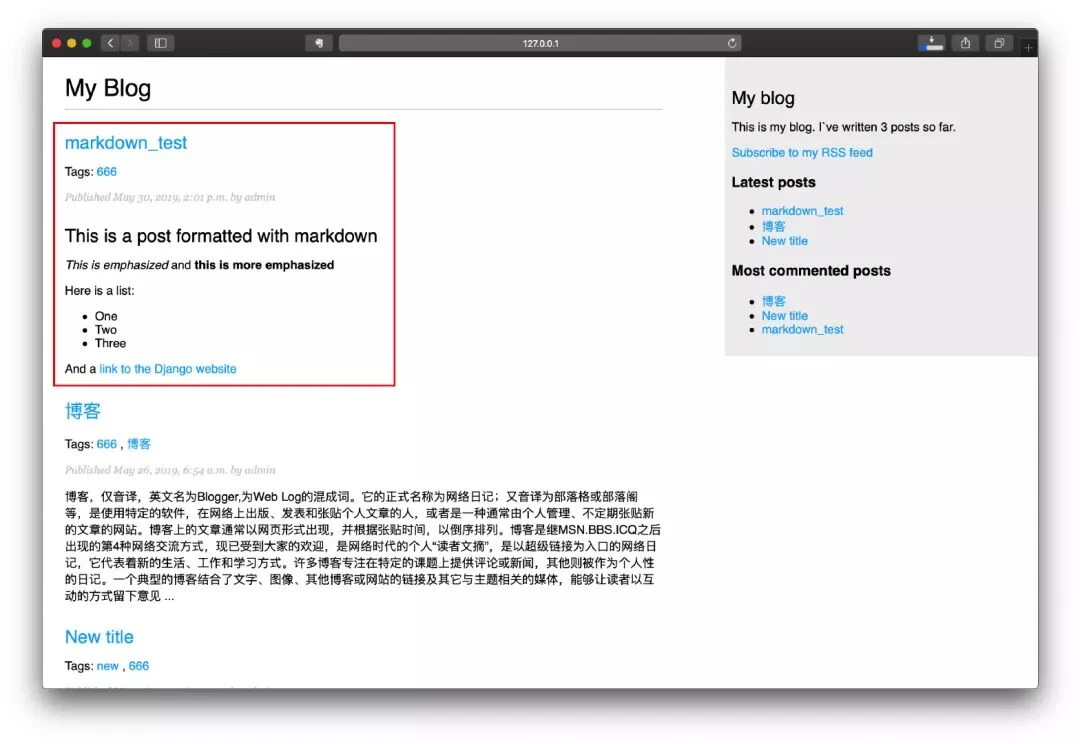 127.0.0.1
My Blog
markdown_test
Tags: 666
Published May 30, 2019, 2:01 p.m. by admin
This is a post formatted with markdown
This is emphasized and this is more emphasized
Here is a list:
One
Two
Three
And a link to the Django website
博客
Tags: 666 , 博客
Published May 26, 2019, 6:54 a.m. by admin
博客，仅音译，英文名为Blogger,为Web Log的混成词。它的正式名称为网络日记；又音译为部落格或部落阁
等，是使用特定的软件，在网络上出版、发表和张贴个人文章的人，或者是一种通常由个人管理、不定期张贴新
的文章的网站。博客上的文章通常以网页形式出现，并根据张贴时间，以倒序排列。博客是继MSN.BBS.ICQ之后
出现的第4种网络交流方式，现已受到大家的欢迎，是网络时代的个人“读者文摘”，是以超级链接为入口的网络日
记，它代表着新的生活、工作和学习方式。许多博客专注在特定的课题上提供评论或新闻，其他则被作为个人性
的日记。一个典型的博客结合了文字、图像、其他博客或网站的链接及其它与主题相关的媒体，能够让读者以互
动的方式留下意见 ...
New title
Tags: new , 666
My blog
This is my blog. I`ve written 3 posts so far.
Subscribe to my RSS feed
Latest posts
markdown_test
博客
New title
Most commented posts
博客
New title
markdown_test